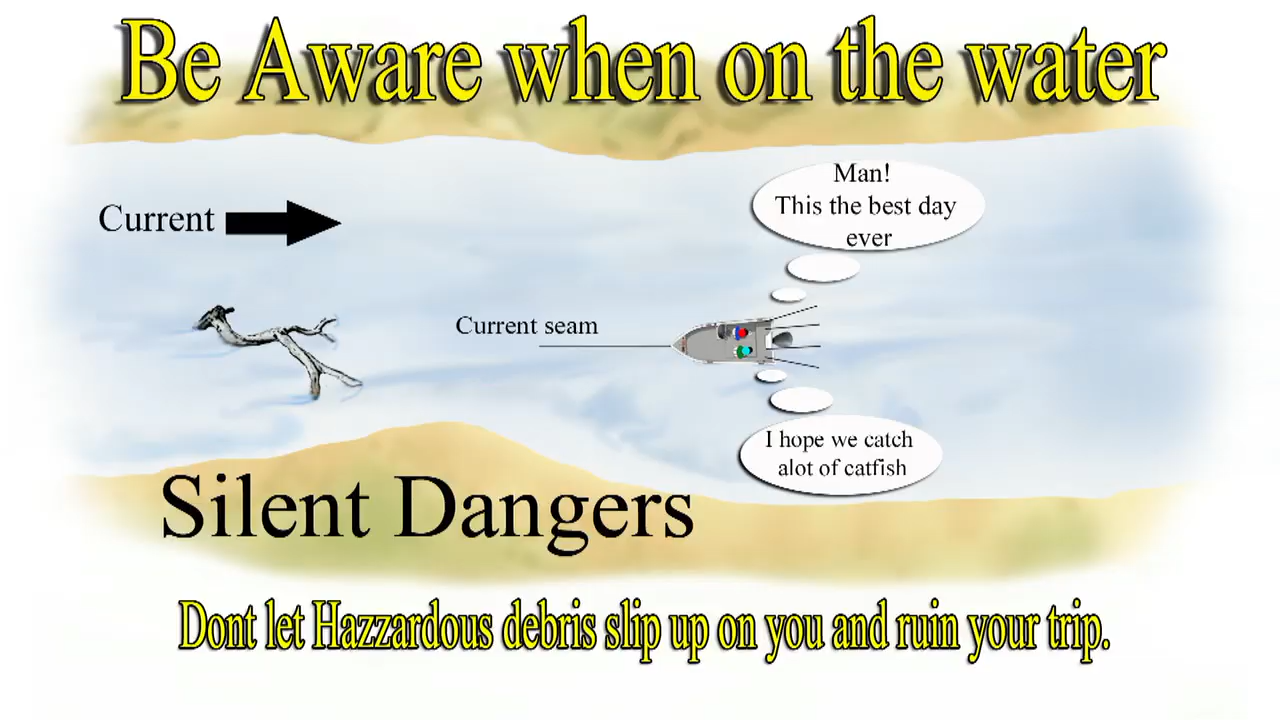 Be Aware when on the water
Man!
This the best day
ever
Current
Current seam
I hope we catch
alot of catfish
Silent Dangers
Dont let Hazzardous debris slip up on you and ruin your trip.